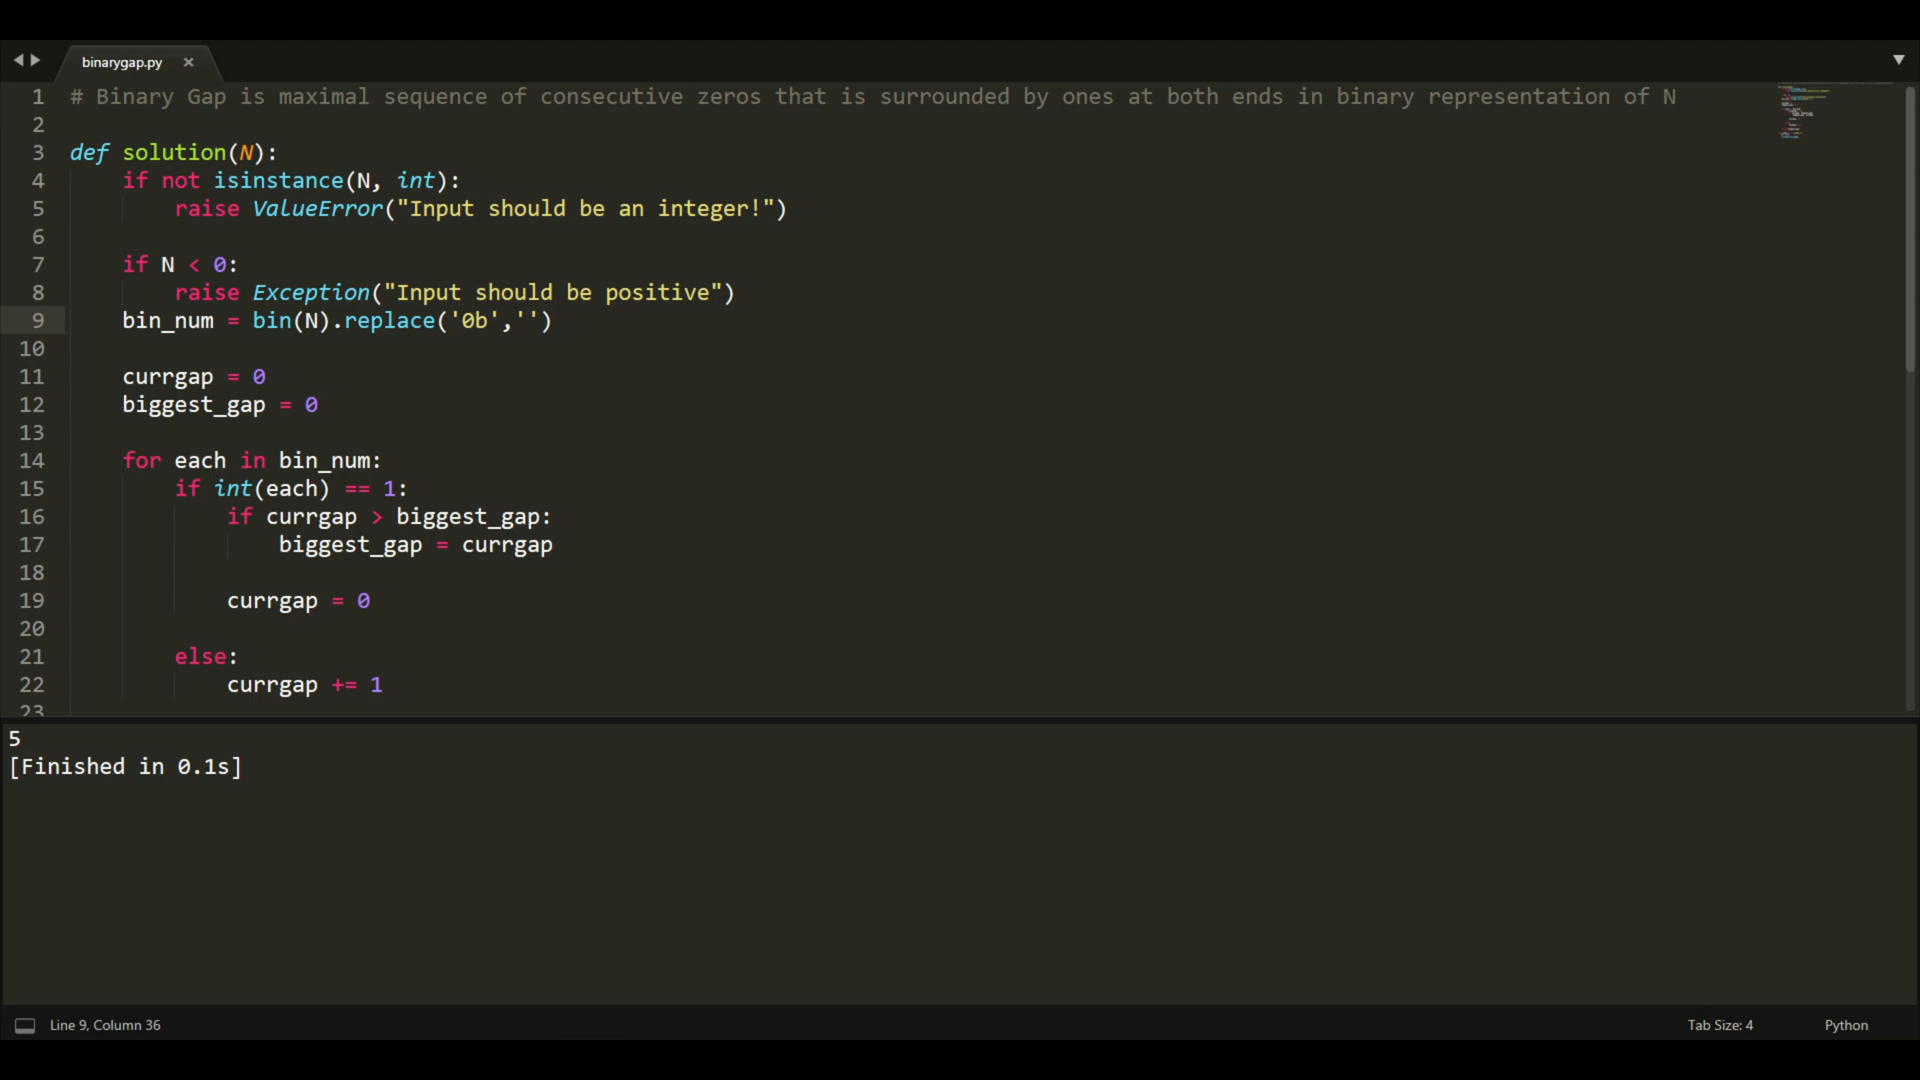 binarygap.py
1 # Binary Gap is maximal sequence of consecutive zeros that is surrounded by ones at both ends in binary representation of N
2
3 def solution(N):
4     if not isinstance(N, int):
5         raise ValueError("Input should be an integer!")
6
7     if N < 0:
8         raise Exception("Input should be positive")
9     bin_num = bin(N).replace('0b','')
10
11     currgap = 0
12     biggest_gap = 0
13
14     for each in bin_num:
15         if int(each) == 1:
16             if currgap > biggest_gap:
17                 biggest_gap = currgap
18
19             currgap = 0
20
21         else:
22             currgap += 1
23
5
[Finished in 0.1s]
Line 9, Column 36
Tab Size: 4
Python